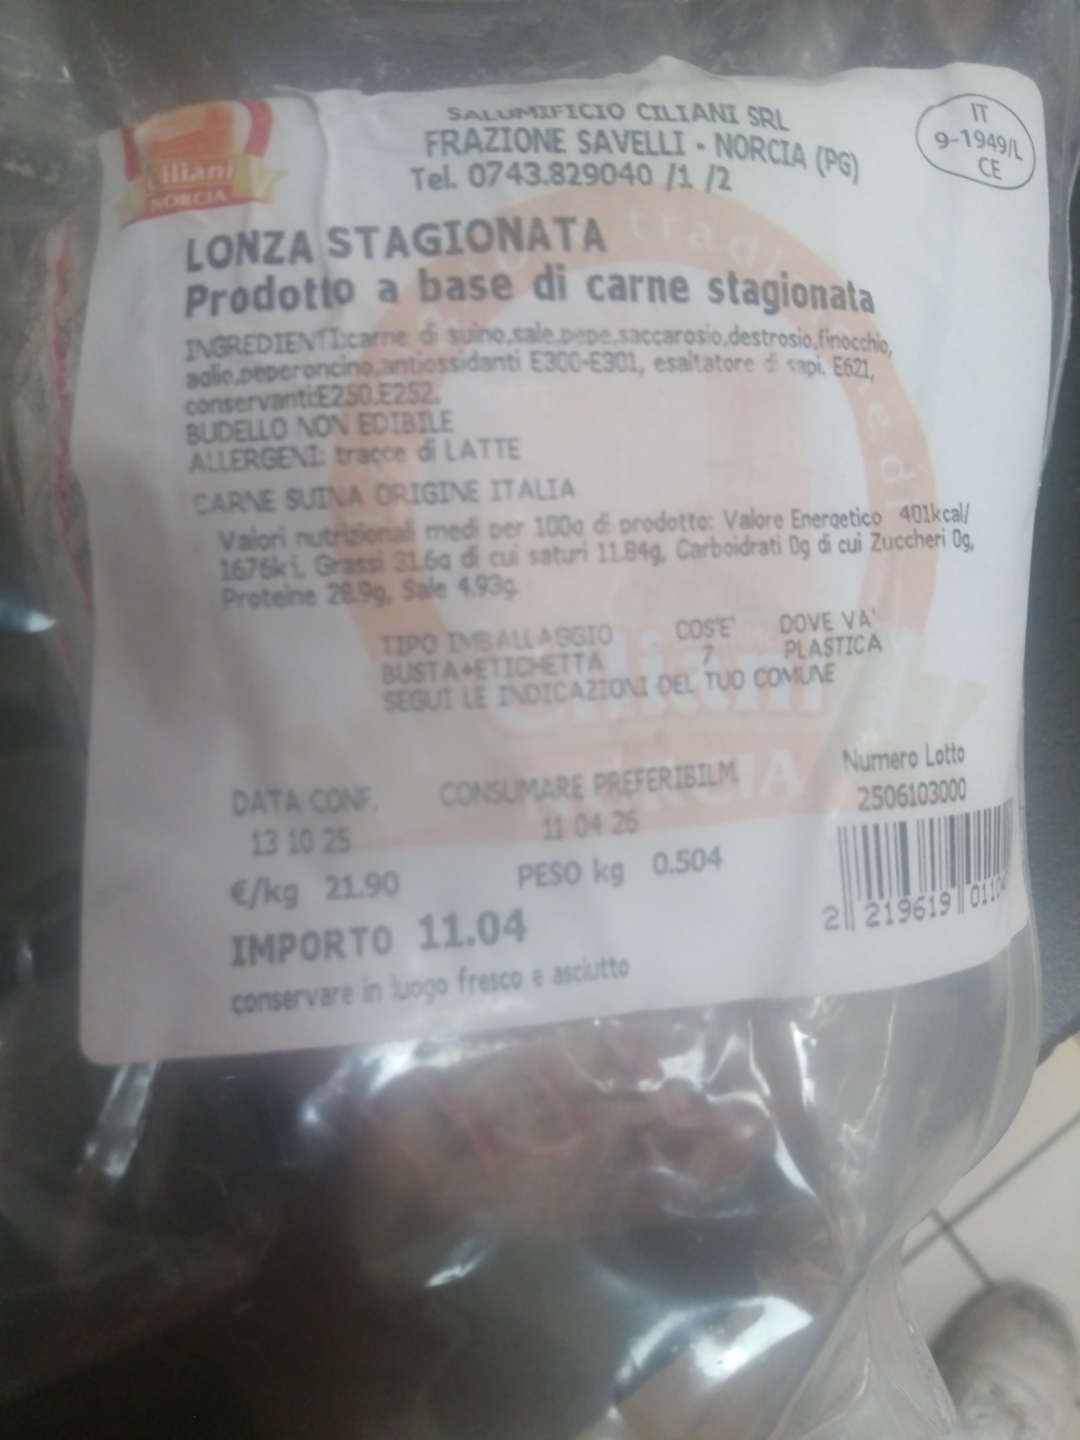 Ciliani
NORCIA
SALUMIFICIO CILIANI SRL
FRAZIONE SAVELLI - NORCIA (PG)
Tel. 0743.829040 /1 /2
IT
9-1949/L
CE
LONZA STAGIONATA
Prodotto a base di carne stagionata
INGREDIENTI:carne di suino,sale,pepe,saccarosio,destrosio,finocchio,
aglio,peperoncino,antiossidanti E300-E301, esaltatore di sapi. E621,
conservanti:E250,E252.
BUDELLO NON EDIBILE
ALLERGENI: tracce di LATTE
CARNE SUINA ORIGINE ITALIA
Valori nutrizionali medi per 100g di prodotto: Valore Energetico 401kcal/
1676kj, Grassi 31.6g di cui saturi 11.84g, Carboidrati 0g di cui Zuccheri 0g,
Proteine 28.9g, Sale 4.93g.
TIPO IMBALLAGGIO COS'E' DOVE VA'
BUSTA+ETICHETTA 7 PLASTICA
SEGUI LE INDICAZIONI DEL TUO COMUNE
DATA CONF. CONSUMARE PREFERIBILM Numero Lotto
13 10 25 11 04 26 2506103000
€/kg 21.90 PESO kg 0.504
IMPORTO 11.04
2 219619 0110
conservare in luogo fresco e asciutto